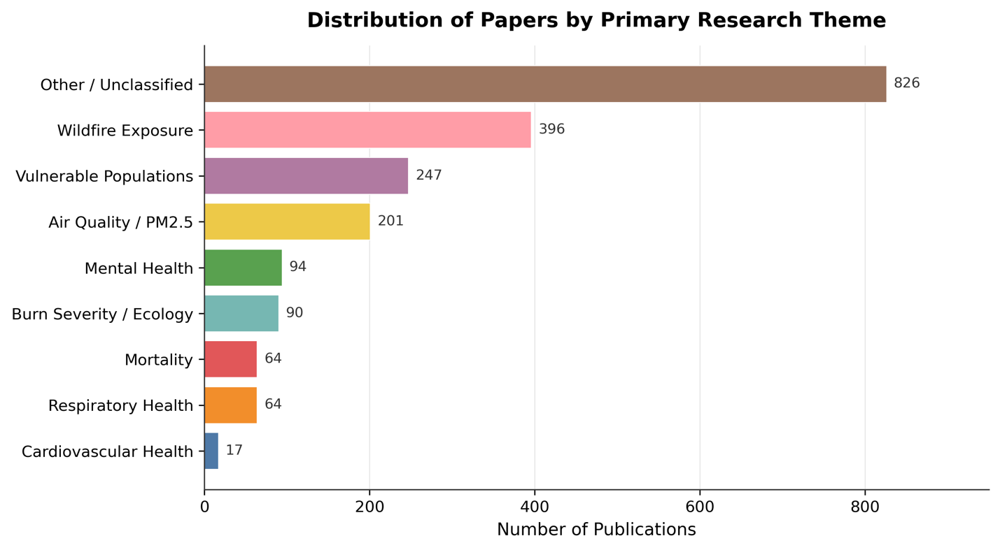 Distribution of Papers by Primary Research Theme
Other / Unclassified 826
Wildfire Exposure 396
Vulnerable Populations 247
Air Quality / PM2.5 201
Mental Health 94
Burn Severity / Ecology 90
Mortality 64
Respiratory Health 64
Cardiovascular Health 17
0 200 400 600 800
Number of Publications